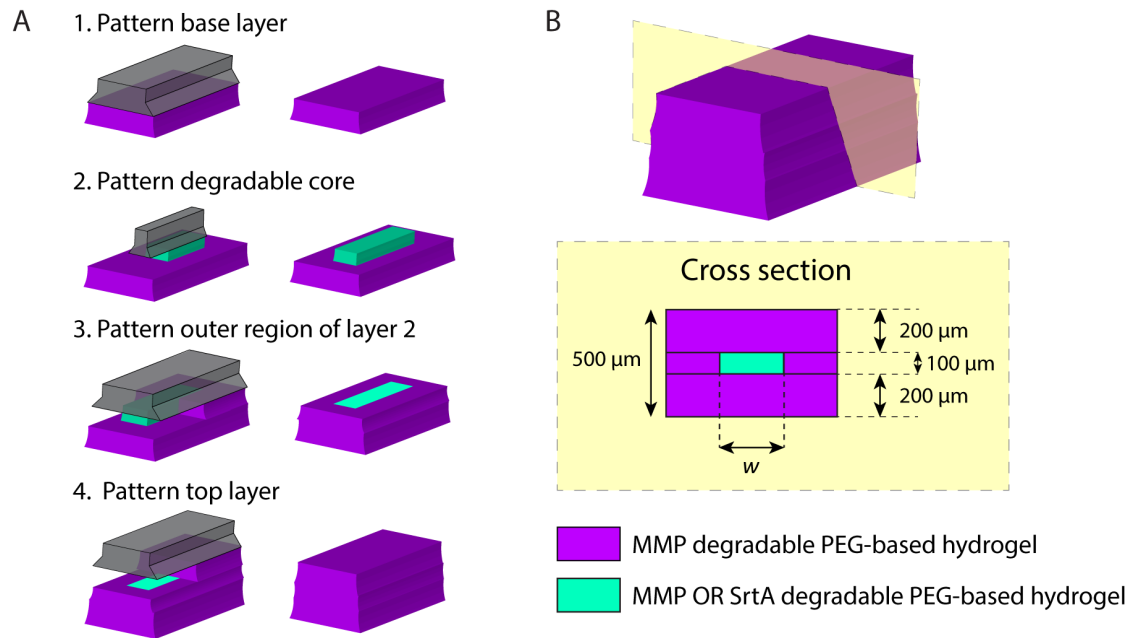 A
1. Pattern base layer
2. Pattern degradable core
3. Pattern outer region of layer 2
4. Pattern top layer
B
Cross section
500 μm
200 μm
100 μm
200 μm
w
MMP degradable PEG-based hydrogel
MMP OR SrtA degradable PEG-based hydrogel